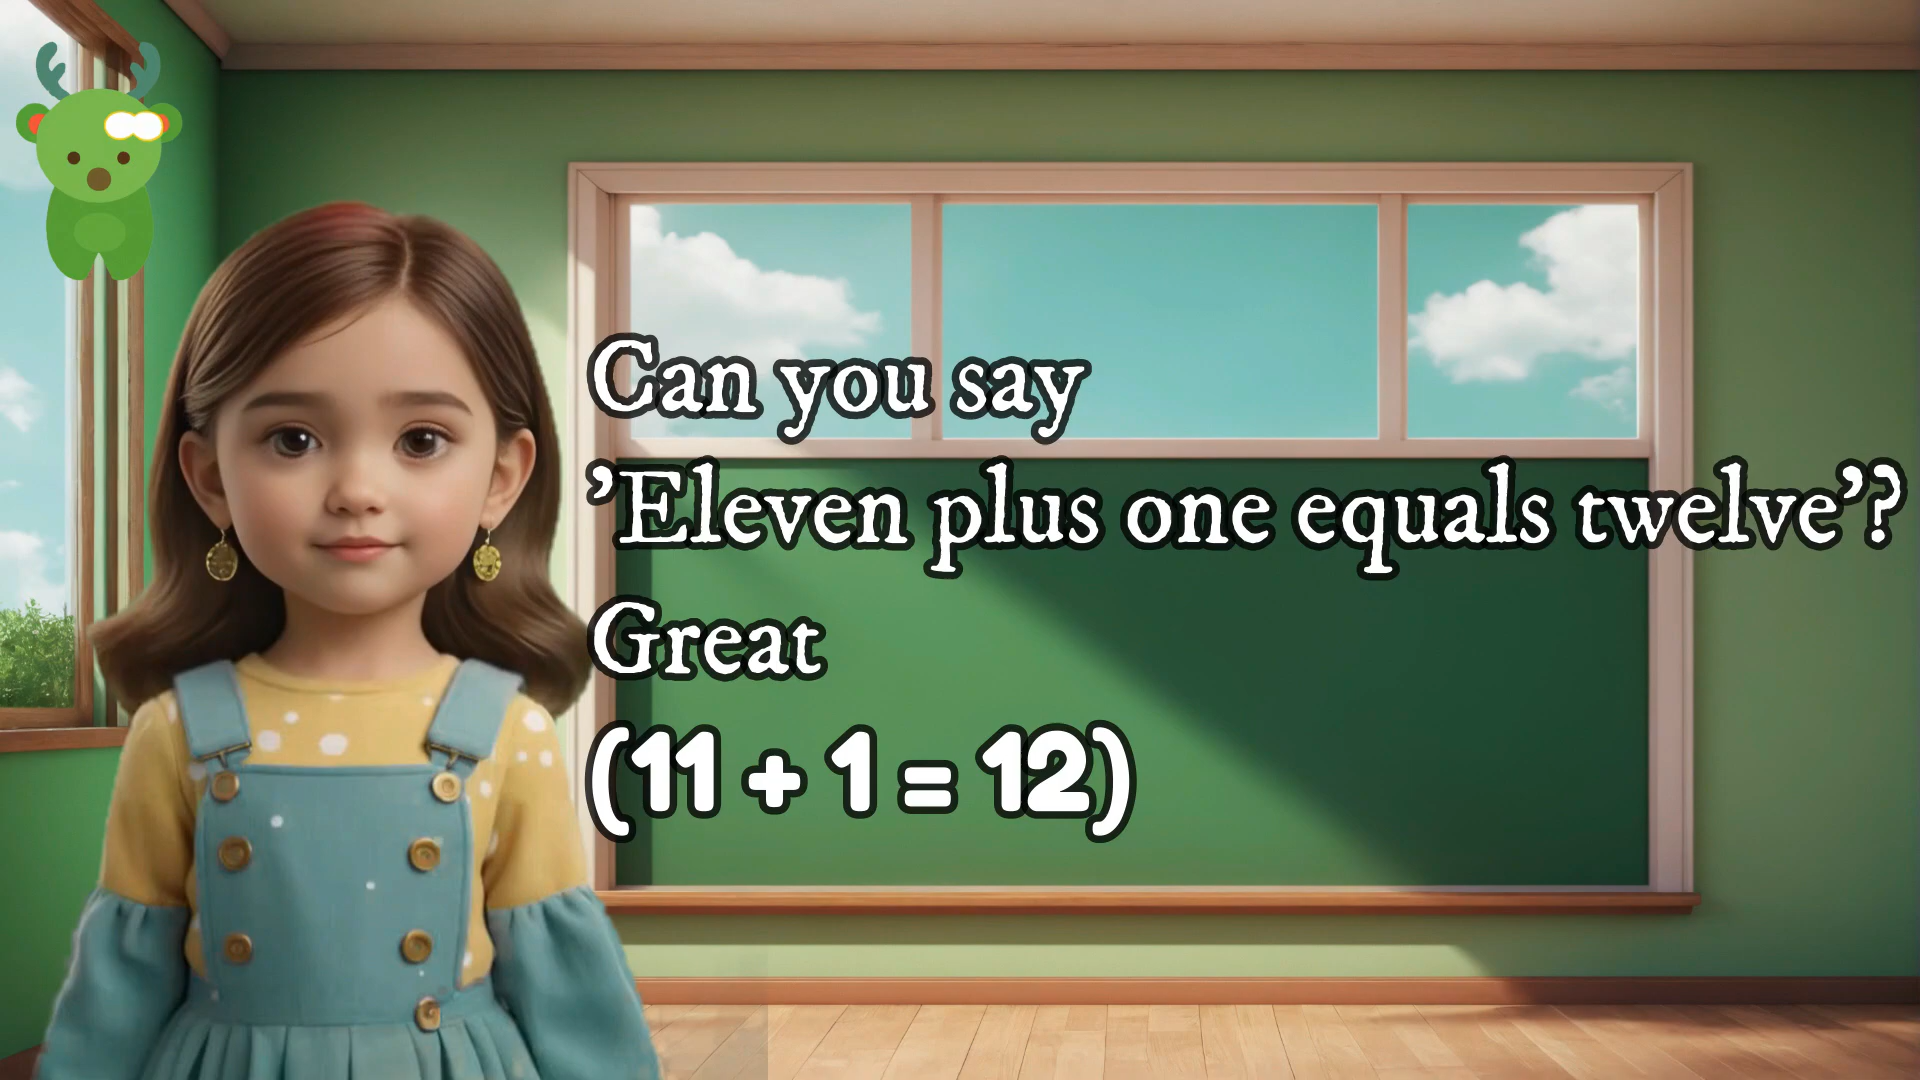 Can you say
'Eleven plus one equals twelve'?
Great
(11 + 1 = 12)